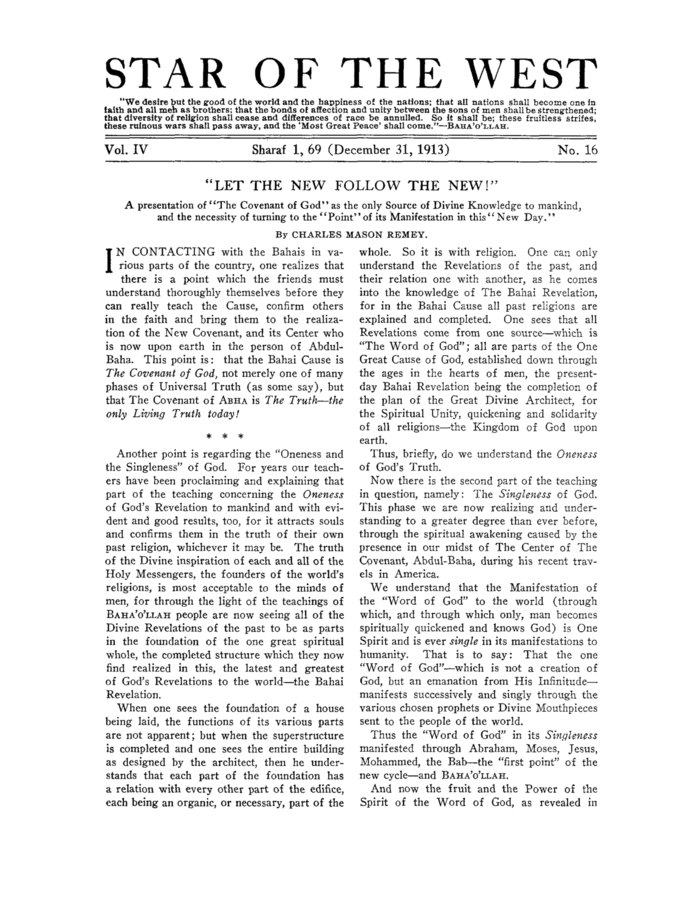 STAR OF THE WEST
"We desire but the good of the world and the happiness of the nations; that all nations shall become one in
faith and all men as brothers; that the bonds of affection and unity between the sons of men shall be strengthened;
that diversity of religion shall cease and differences of race be annulled. So it shall be; these fruitless strifes,
these ruinous wars shall pass away, and the 'Most Great Peace' shall come."—BAHA'O'LLAH.
Vol. IV Sharaf 1, 69 (December 31, 1913) No. 16
"LET THE NEW FOLLOW THE NEW!"
A presentation of "The Covenant of God" as the only Source of Divine Knowledge to mankind,
and the necessity of turning to the "Point" of its Manifestation in this "New Day."
By CHARLES MASON REMEY.
IN CONTACTING with the Bahais in va-
rious parts of the country, one realizes that
there is a point which the friends must
understand thoroughly themselves before they
can really teach the Cause, confirm others
in the faith and bring them to the realiza-
tion of the New Covenant, and its Center who
is now upon earth in the person of Abdul-
Baha. This point is: that the Bahai Cause is
The Covenant of God, not merely one of many
phases of Universal Truth (as some say), but
that The Covenant of ABHA is The Truth—the
only Living Truth today!
* * *
Another point is regarding the "Oneness and
the Singleness" of God. For years our teach-
ers have been proclaiming and explaining that
part of the teaching concerning the Oneness
of God's Revelation to mankind and with evi-
dent and good results, too, for it attracts souls
and confirms them in the truth of their own
past religion, whichever it may be. The truth
of the Divine inspiration of each and all of the
Holy Messengers, the founders of the world's
religions, is most acceptable to the minds of
men, for through the light of the teachings of
BAHA'O'LLAH people are now seeing all of the
Divine Revelations of the past to be as parts
in the foundation of the one great spiritual
whole, the completed structure which they now
find realized in this, the latest and greatest
of God's Revelations to the world—the Bahai
Revelation.
When one sees the foundation of a house
being laid, the functions of its various parts
are not apparent; but when the superstructure
is completed and one sees the entire building
as designed by the architect, then he under-
stands that each part of the foundation has
a relation with every other part of the edifice,
each being an organic, or necessary, part of the
whole. So it is with religion. One can only
understand the Revelations of the past, and
their relation one with another, as he comes
into the knowledge of The Bahai Revelation,
for in the Bahai Cause all past religions are
explained and completed. One sees that all
Revelations come from one source—which is
"The Word of God"; all are parts of the One
Great Cause of God, established down through
the ages in the hearts of men, the present-
day Bahai Revelation being the completion of
the plan of the Great Divine Architect, for
the Spiritual Unity, quickening and solidarity
of all religions—the Kingdom of God upon
earth.
Thus, briefly, do we understand the Oneness
of God's Truth.
Now there is the second part of the teaching
in question, namely: The Singleness of God.
This phase we are now realizing and under-
standing to a greater degree than ever before,
through the spiritual awakening caused by the
presence in our midst of The Center of The
Covenant, Abdul-Baha, during his recent trav-
els in America.
We understand that the Manifestation of
the "Word of God" to the world (through
which, and through which only, man becomes
spiritually quickened and knows God) is One
Spirit and is ever single in its manifestations to
humanity. That is to say: That the one
"Word of God"—which is not a creation of
God, but an emanation from His Infinitude—
manifests successively and singly through the
various chosen prophets or Divine Mouthpieces
sent to the people of the world.
Thus the "Word of God" in its Singleness
manifested through Abraham, Moses, Jesus,
Mohammed, the Bab—the "first point" of the
new cycle—and BAHA'O'LLAH.
And now the fruit and the Power of the
Spirit of the Word of God, as revealed in